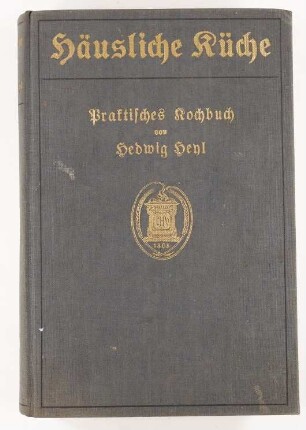 Häusliche Küche
Praktisches Kochbuch
von
Hedwig Heyl